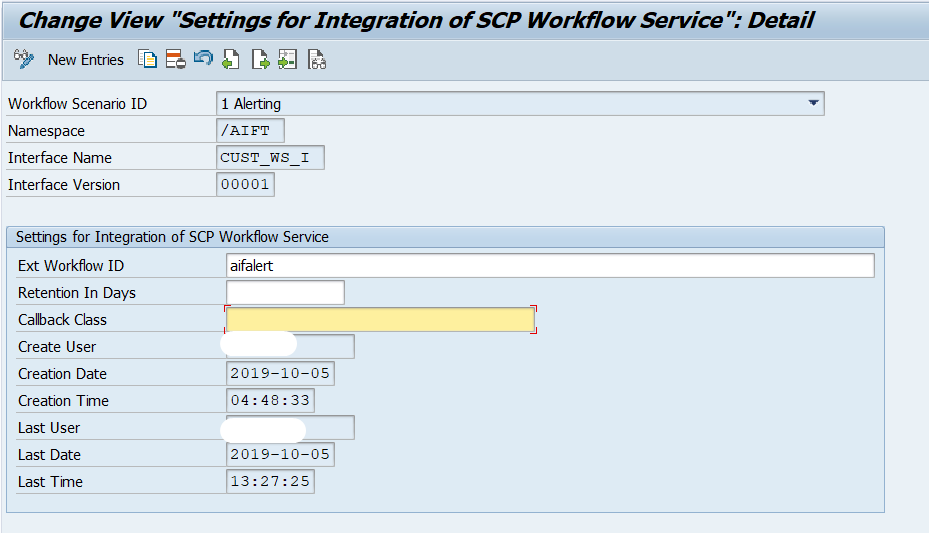 Change View "Settings for Integration of SCP Workflow Service": Detail
New Entries
Workflow Scenario ID 1 Alerting
Namespace /AIFT
Interface Name CUST_WS_I
Interface Version 00001
Settings for Integration of SCP Workflow Service
Ext Workflow ID aifalert
Retention In Days
Callback Class
Create User
Creation Date 2019-10-05
Creation Time 04:48:33
Last User
Last Date 2019-10-05
Last Time 13:27:25